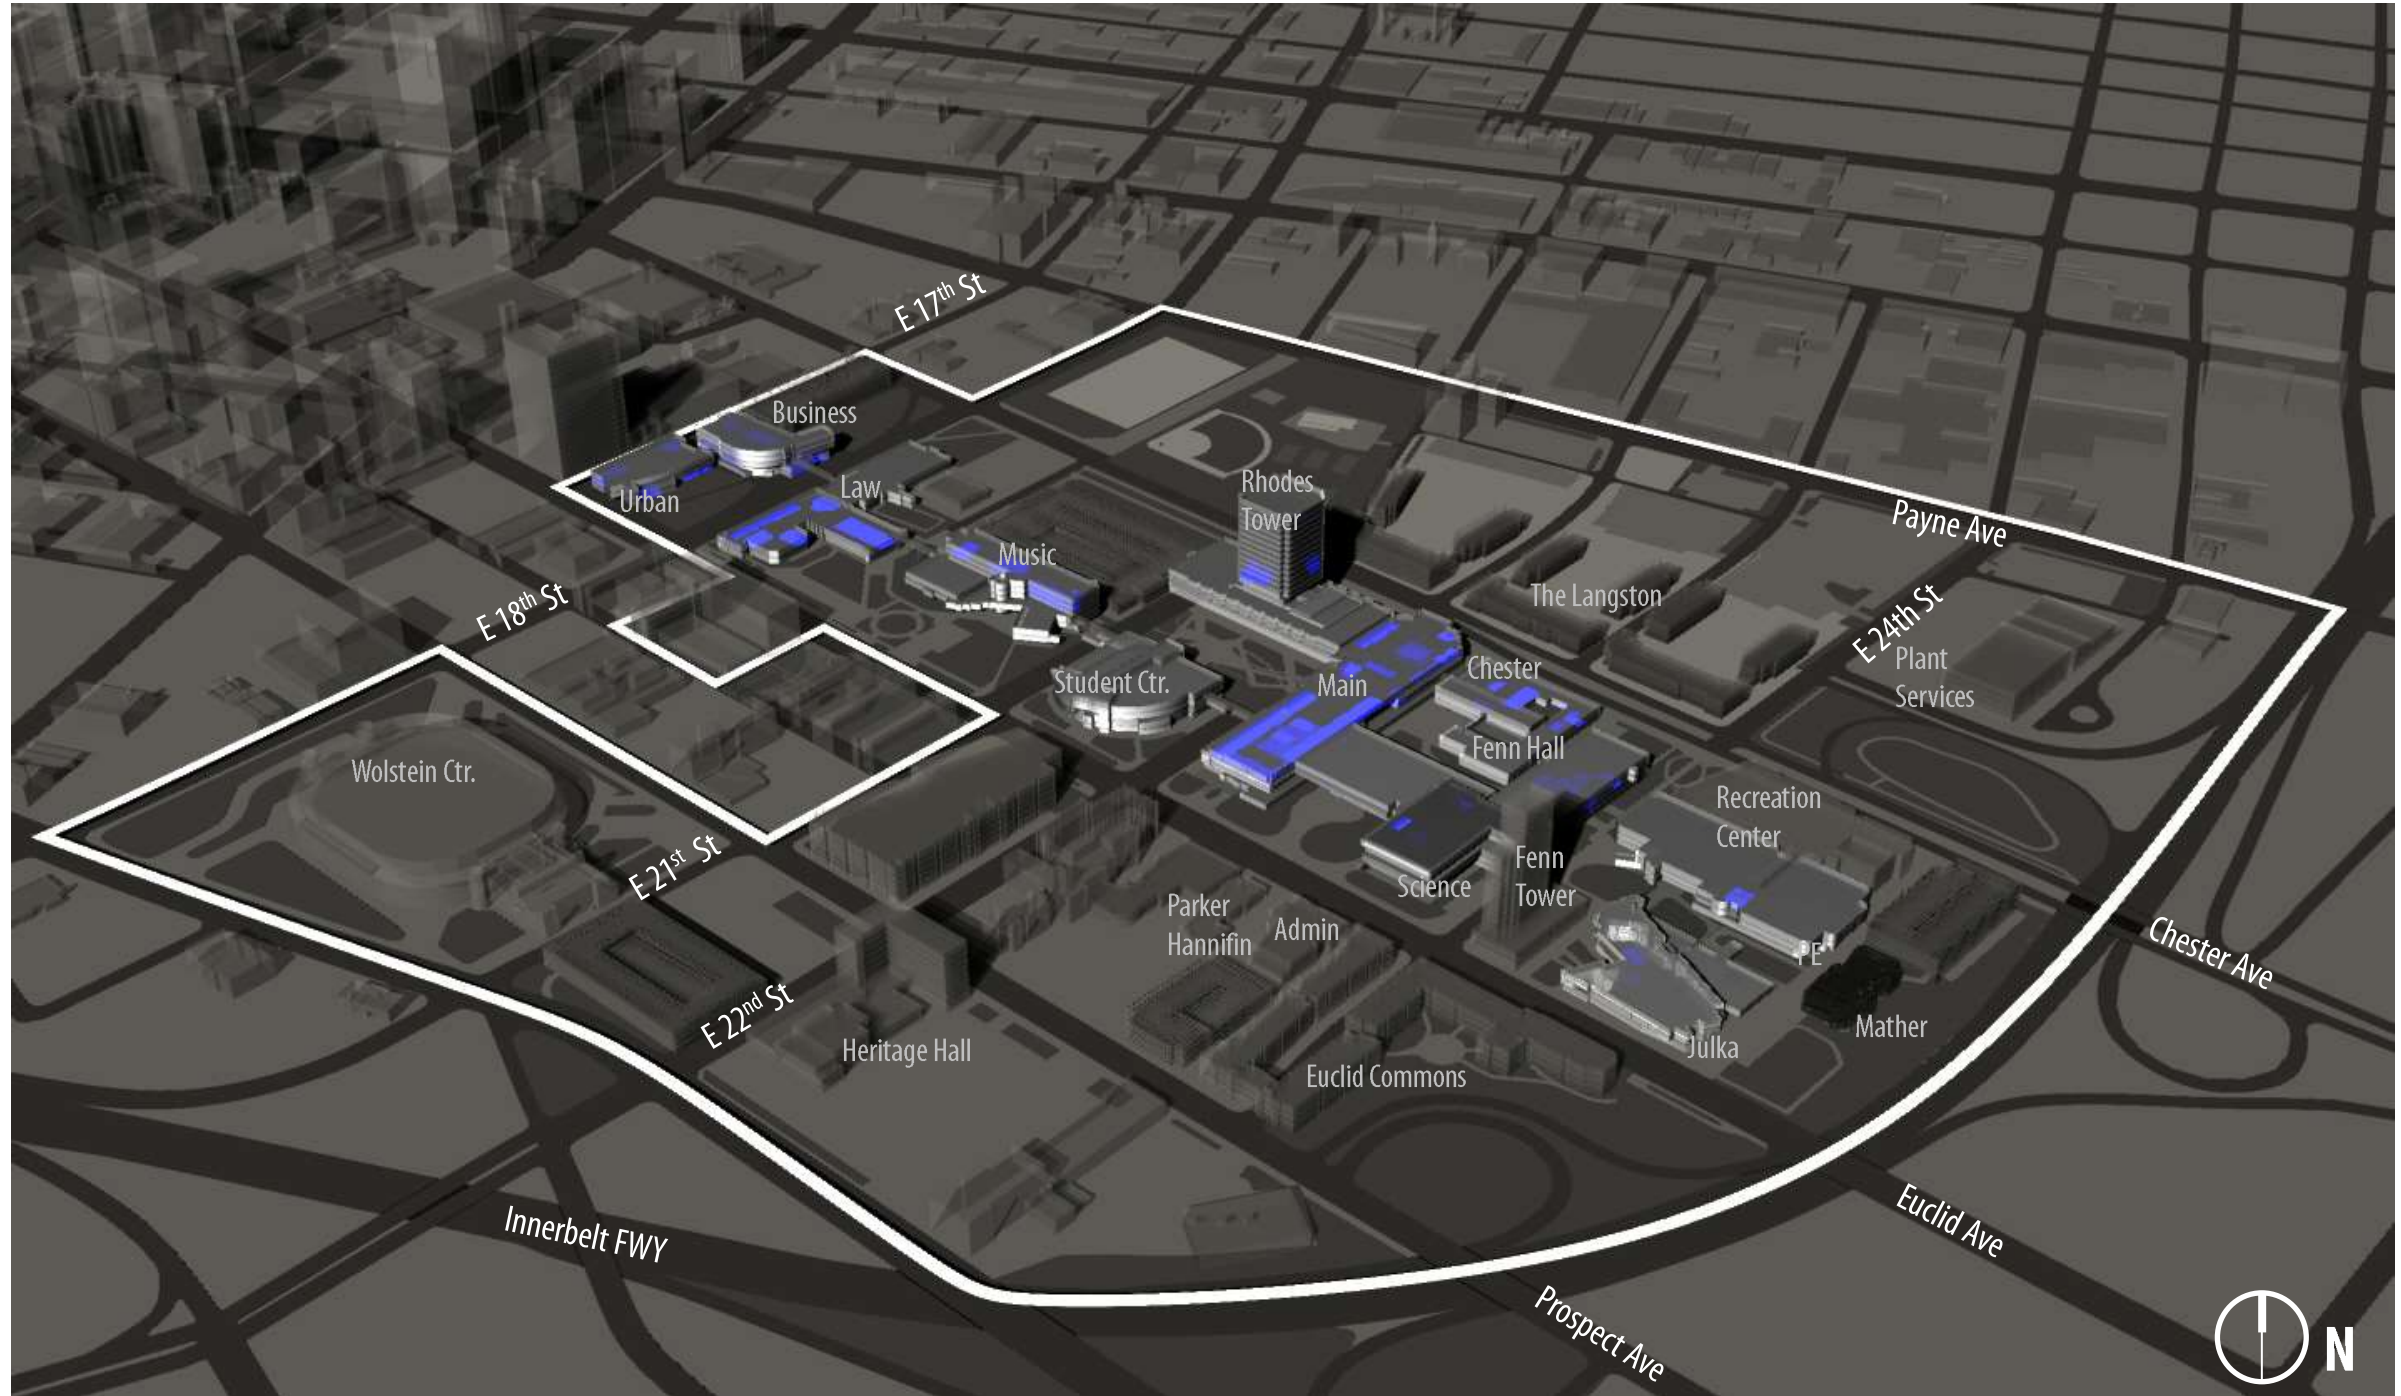 E 17th St
Business
Law
Urban
Rhodes
Tower
Music
Payne Ave
The Langston
E 18th St
E 24th St
Plant
Services
Chester
Student Ctr.
Main
Fenn Hall
Wolstein Ctr.
Recreation
Center
E 21st St
Fenn
Tower
Science
Parker
Hannifin
Admin
PE
Chester Ave
E 22nd St
Mather
Heritage Hall
Julka
Euclid Commons
Innerbelt FWY
Euclid Ave
Prospect Ave
N